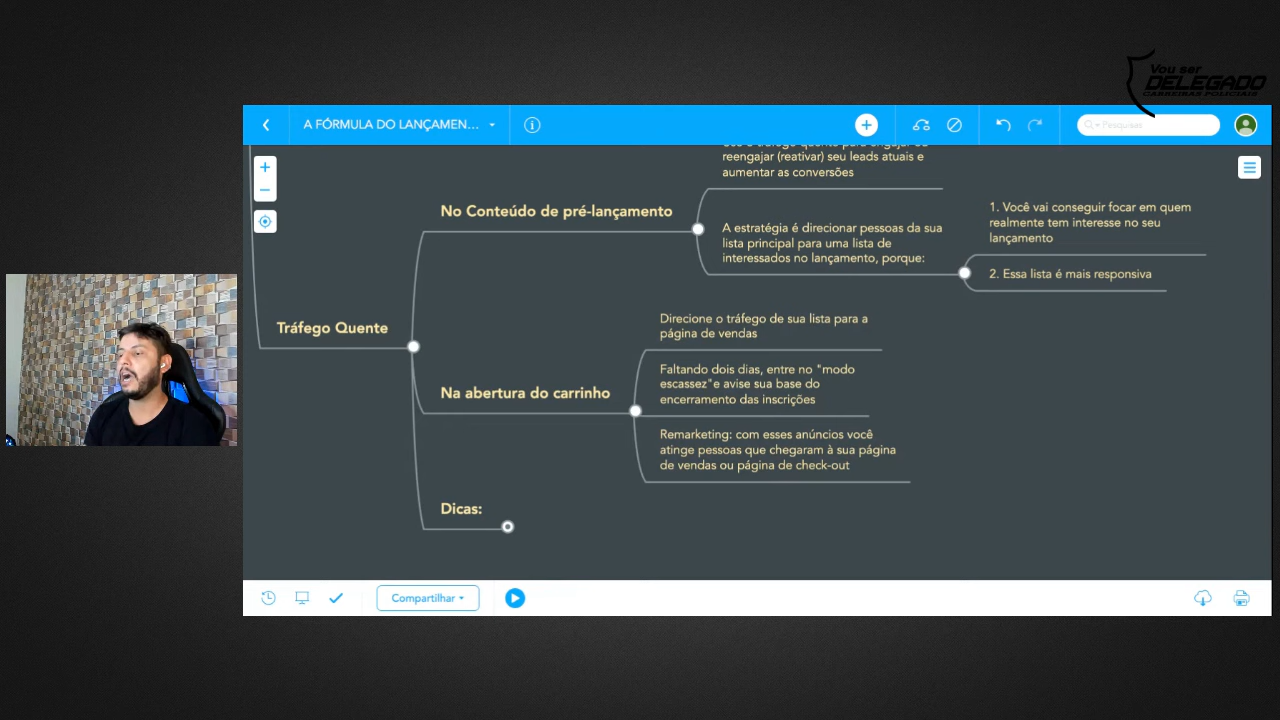 Vou ser
DELEGADO
CARREIRAS POLICIAIS
A FÓRMULA DO LANÇAMEN...
Pesquisar
reengajar (reativar) seu leads atuais e
aumentar as conversões
No Conteúdo de pré-lançamento
A estratégia é direcionar pessoas da sua
lista principal para uma lista de
interessados no lançamento, porque:
1. Você vai conseguir focar em quem
realmente tem interesse no seu
lançamento
2. Essa lista é mais responsiva
Tráfego Quente
Direcione o tráfego de sua lista para a
página de vendas
Na abertura do carrinho
Faltando dois dias, entre no "modo
escassez"e avise sua base do
encerramento das inscrições
Remarketing: com esses anúncios você
atinge pessoas que chegaram à sua página
de vendas ou página de check-out
Dicas:
Compartilhar